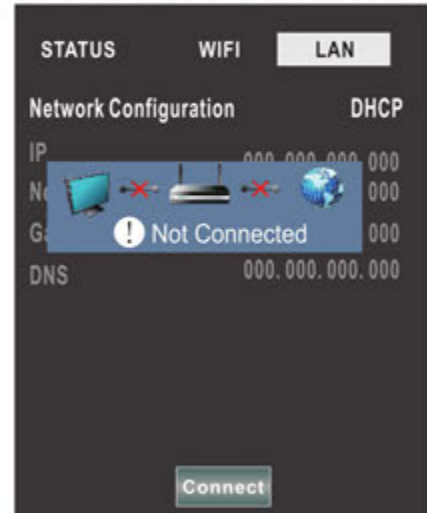 STATUS WIFI LAN
Network Configuration DHCP
IP 000. 000. 000. 000
000
000
! Not Connected
DNS 000. 000. 000. 000
Connect